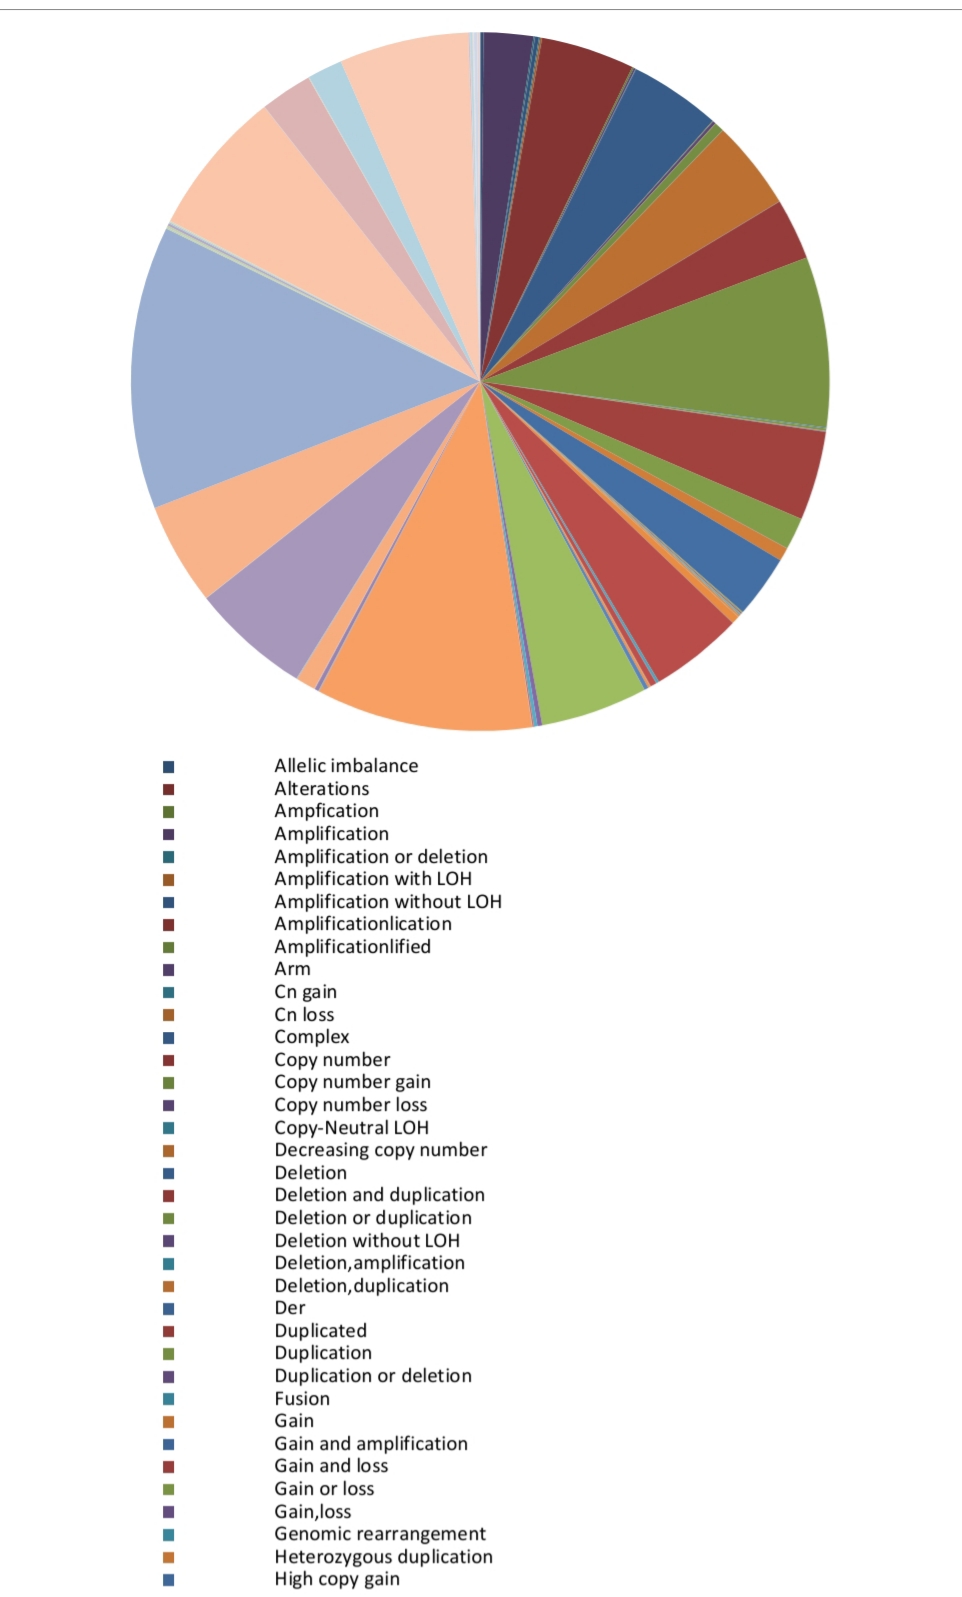 Allelic imbalance
Alterations
Ampfication
Amplification
Amplification or deletion
Amplification with LOH
Amplification without LOH
Amplificationlication
Amplificationlified
Arm
Cn gain
Cn loss
Complex
Copy number
Copy number gain
Copy number loss
Copy-Neutral LOH
Decreasing copy number
Deletion
Deletion and duplication
Deletion or duplication
Deletion without LOH
Deletion,amplification
Deletion,duplication
Der
Duplicated
Duplication
Duplication or deletion
Fusion
Gain
Gain and amplification
Gain and loss
Gain or loss
Gain,loss
Genomic rearrangement
Heterozygous duplication
High copy gain